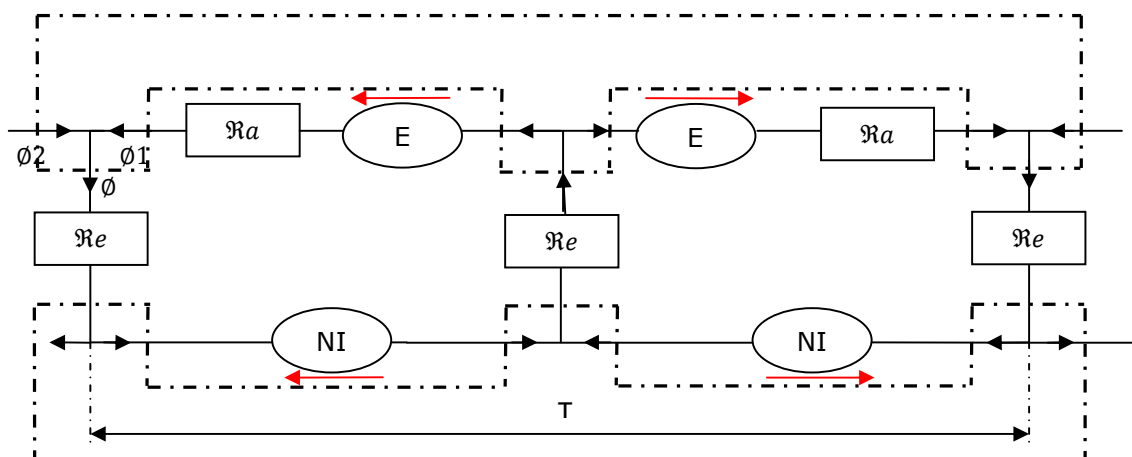 ℜa E E ℜa
Ø2 Ø1
Ø
ℜe ℜe ℜe
NI NI
T